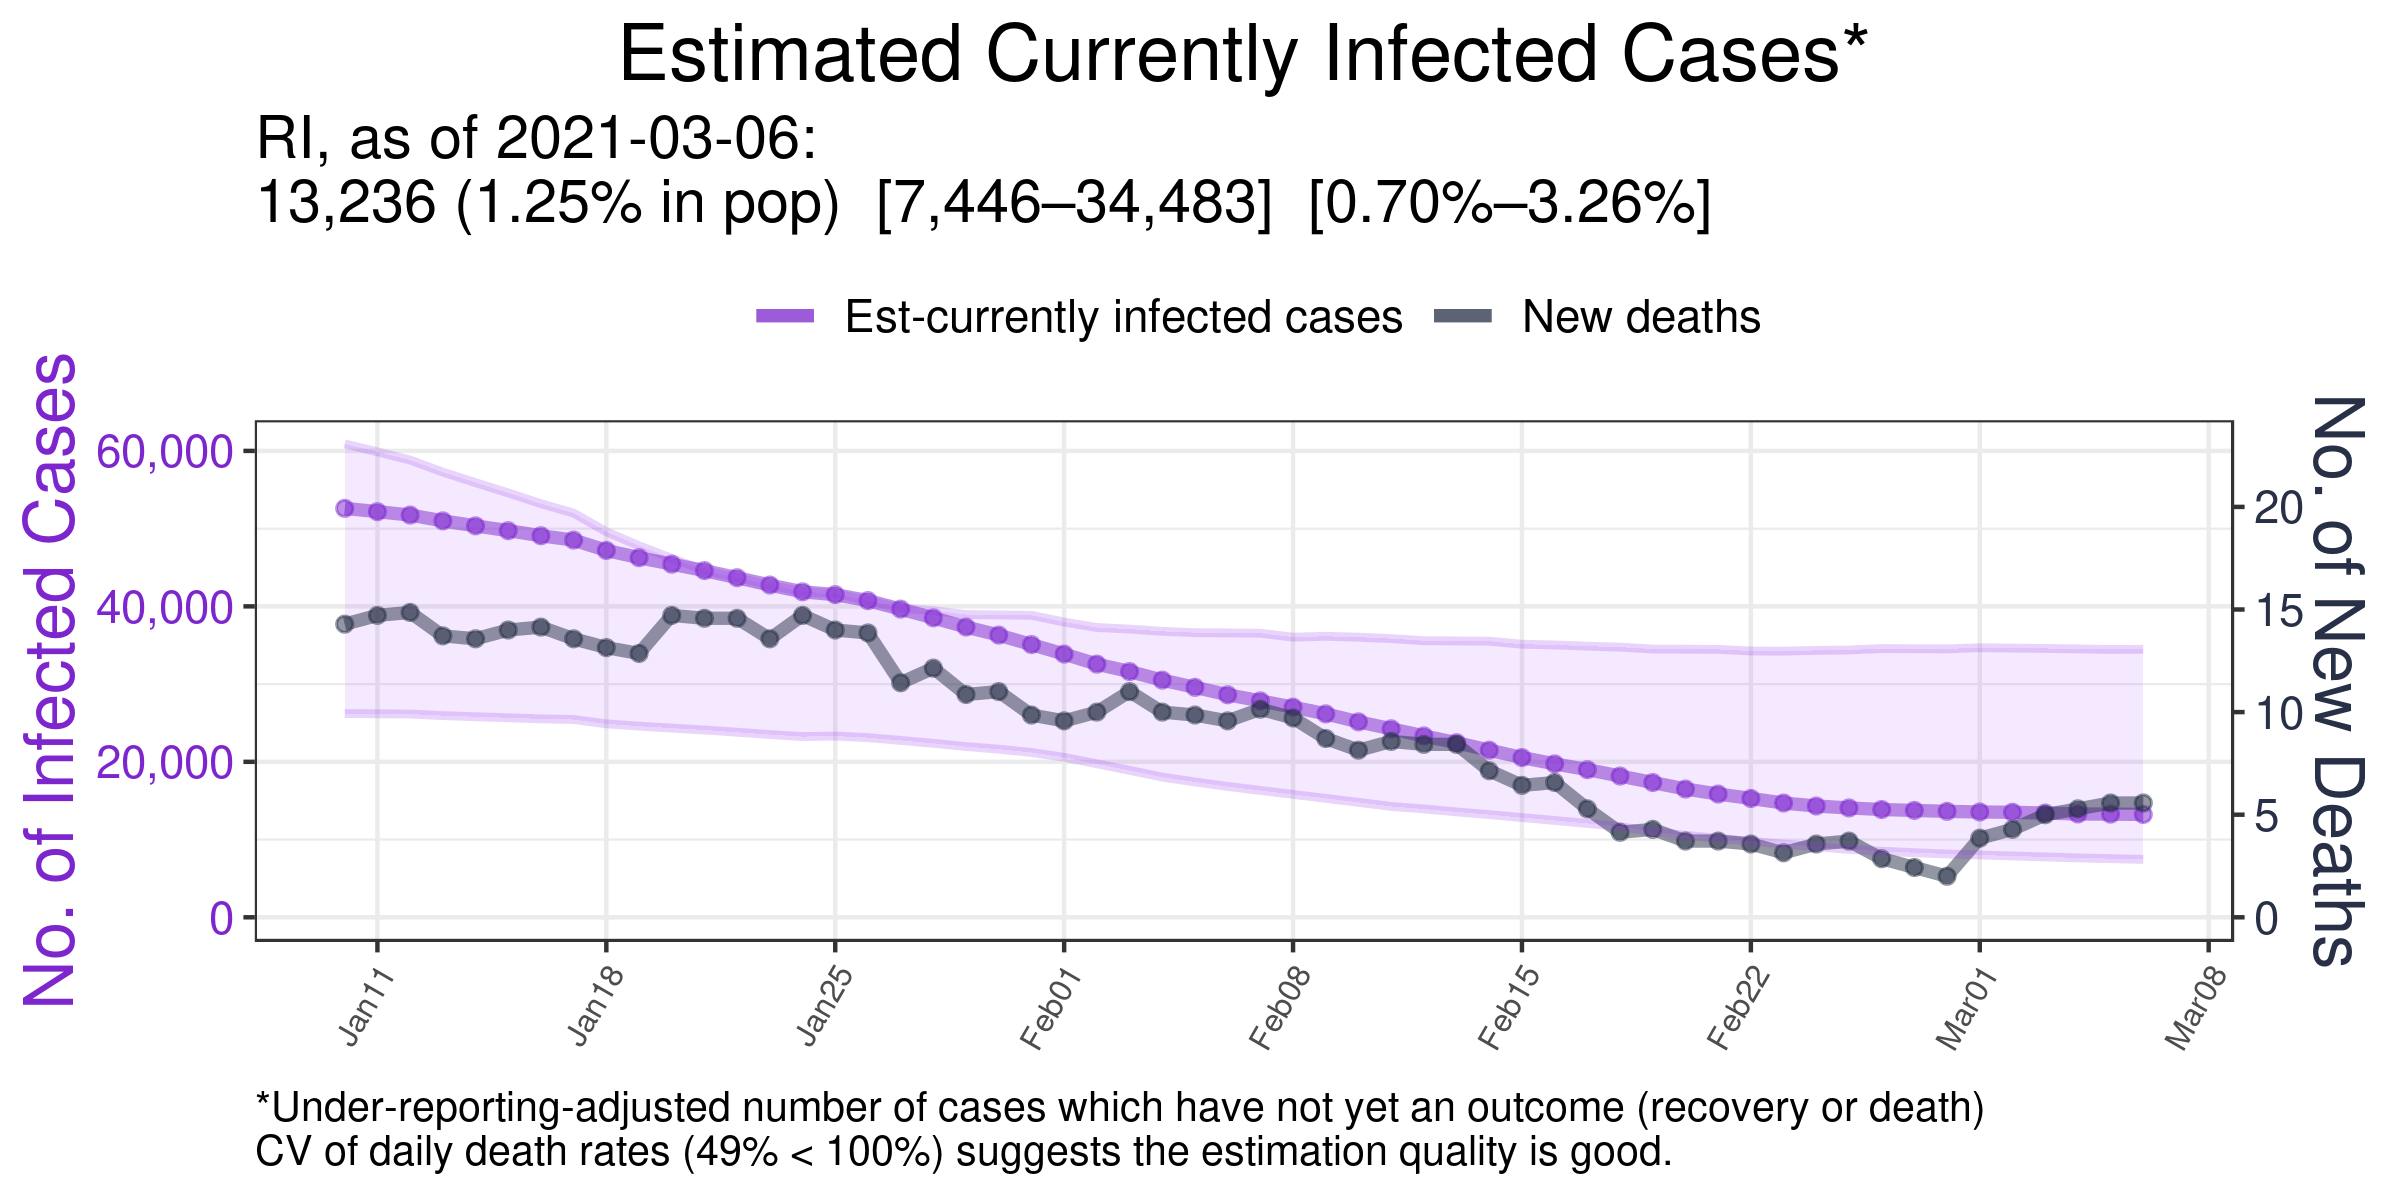 Estimated Currently Infected Cases*
RI, as of 2021-03-06:
13,236 (1.25% in pop) [7,446–34,483] [0.70%–3.26%]
Est-currently infected cases New deaths
No. of Infected Cases
60,000
40,000
20,000
0
20
15
10
5
0
No. of New Deaths
Jan11 Jan18 Jan25 Feb01 Feb08 Feb15 Feb22 Mar01 Mar08
*Under-reporting-adjusted number of cases which have not yet an outcome (recovery or death)
CV of daily death rates (49% < 100%) suggests the estimation quality is good.